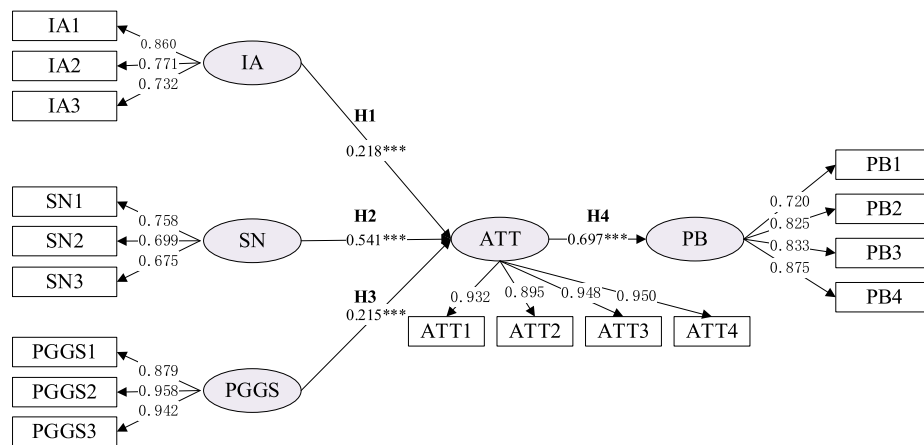 IA1
0.860
IA2
0.771
IA3
0.732
IA
H1
0.218***
SN1
0.758
SN2
0.699
SN3
0.675
SN
H2
0.541***
PGGS1
0.879
PGGS2
0.958
PGGS3
0.942
PGGS
H3
0.215***
ATT
0.932
0.895
0.948
0.950
ATT1
ATT2
ATT3
ATT4
H4
0.697***
PB
0.720
PB1
0.825
PB2
0.833
PB3
0.875
PB4